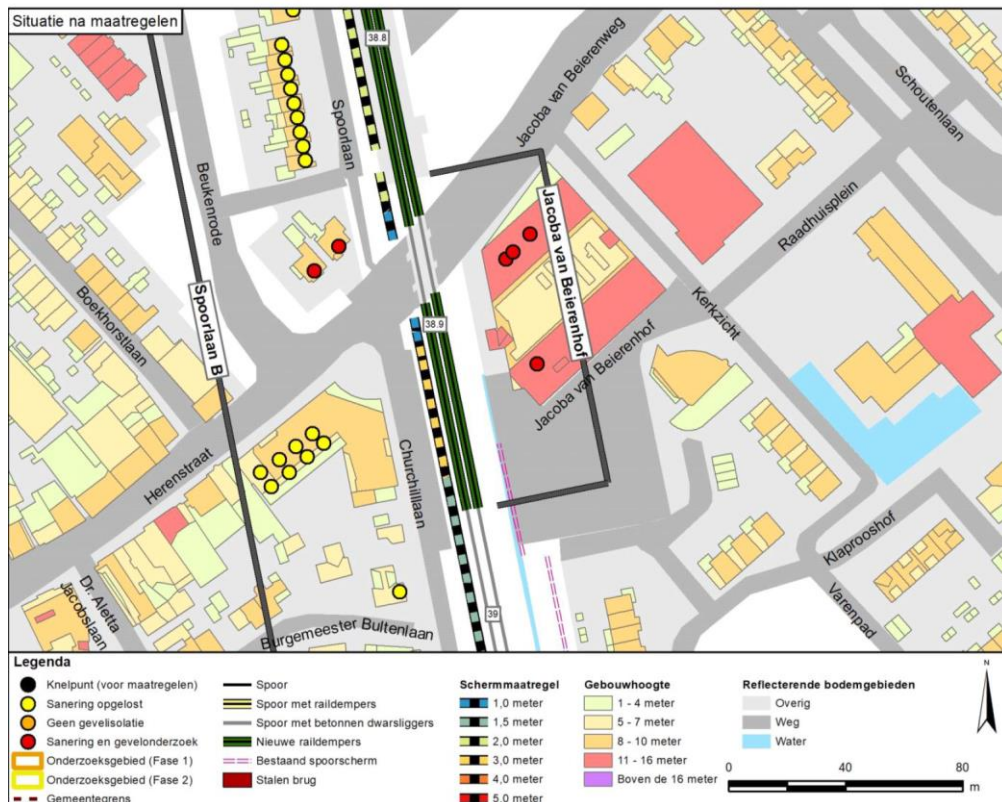 Situatie na maatregelen
38.8
Spoorlaan
Beukenrode
Jacoba van Beierenweg
Schoutenlaan
Raadhuisplein
Jacoba van Beierenhof
Kerkzicht
Boekhorstlaan
Spoorlaan B
38.9
Jacoba van Beierenhof
Herenstraat
Churchilllaan
Klaprooshof
Varenpad
Dr. Aletta
Jacobslaan
Burgemeester Bultenlaan
39
Legenda
Knelpunt (voor maatregelen)
Sanering opgelost
Geen gevelisolatie
Sanering en gevelonderzoek
Onderzoeksgebied (Fase 1)
Onderzoeksgebied (Fase 2)
Gemeentegrens
Spoor
Spoor met raildempers
Spoor met betonnen dwarsliggers
Nieuwe raildempers
Bestaand spoorscherm
Stalen brug
Schermmaatregel
1,0 meter
1,5 meter
2,0 meter
3,0 meter
4,0 meter
5,0 meter
Gebouwhoogte
1 - 4 meter
5 - 7 meter
8 - 10 meter
11 - 16 meter
Boven de 16 meter
Reflecterende bodemgebieden
Overig
Weg
Water
N
0 40 80
m